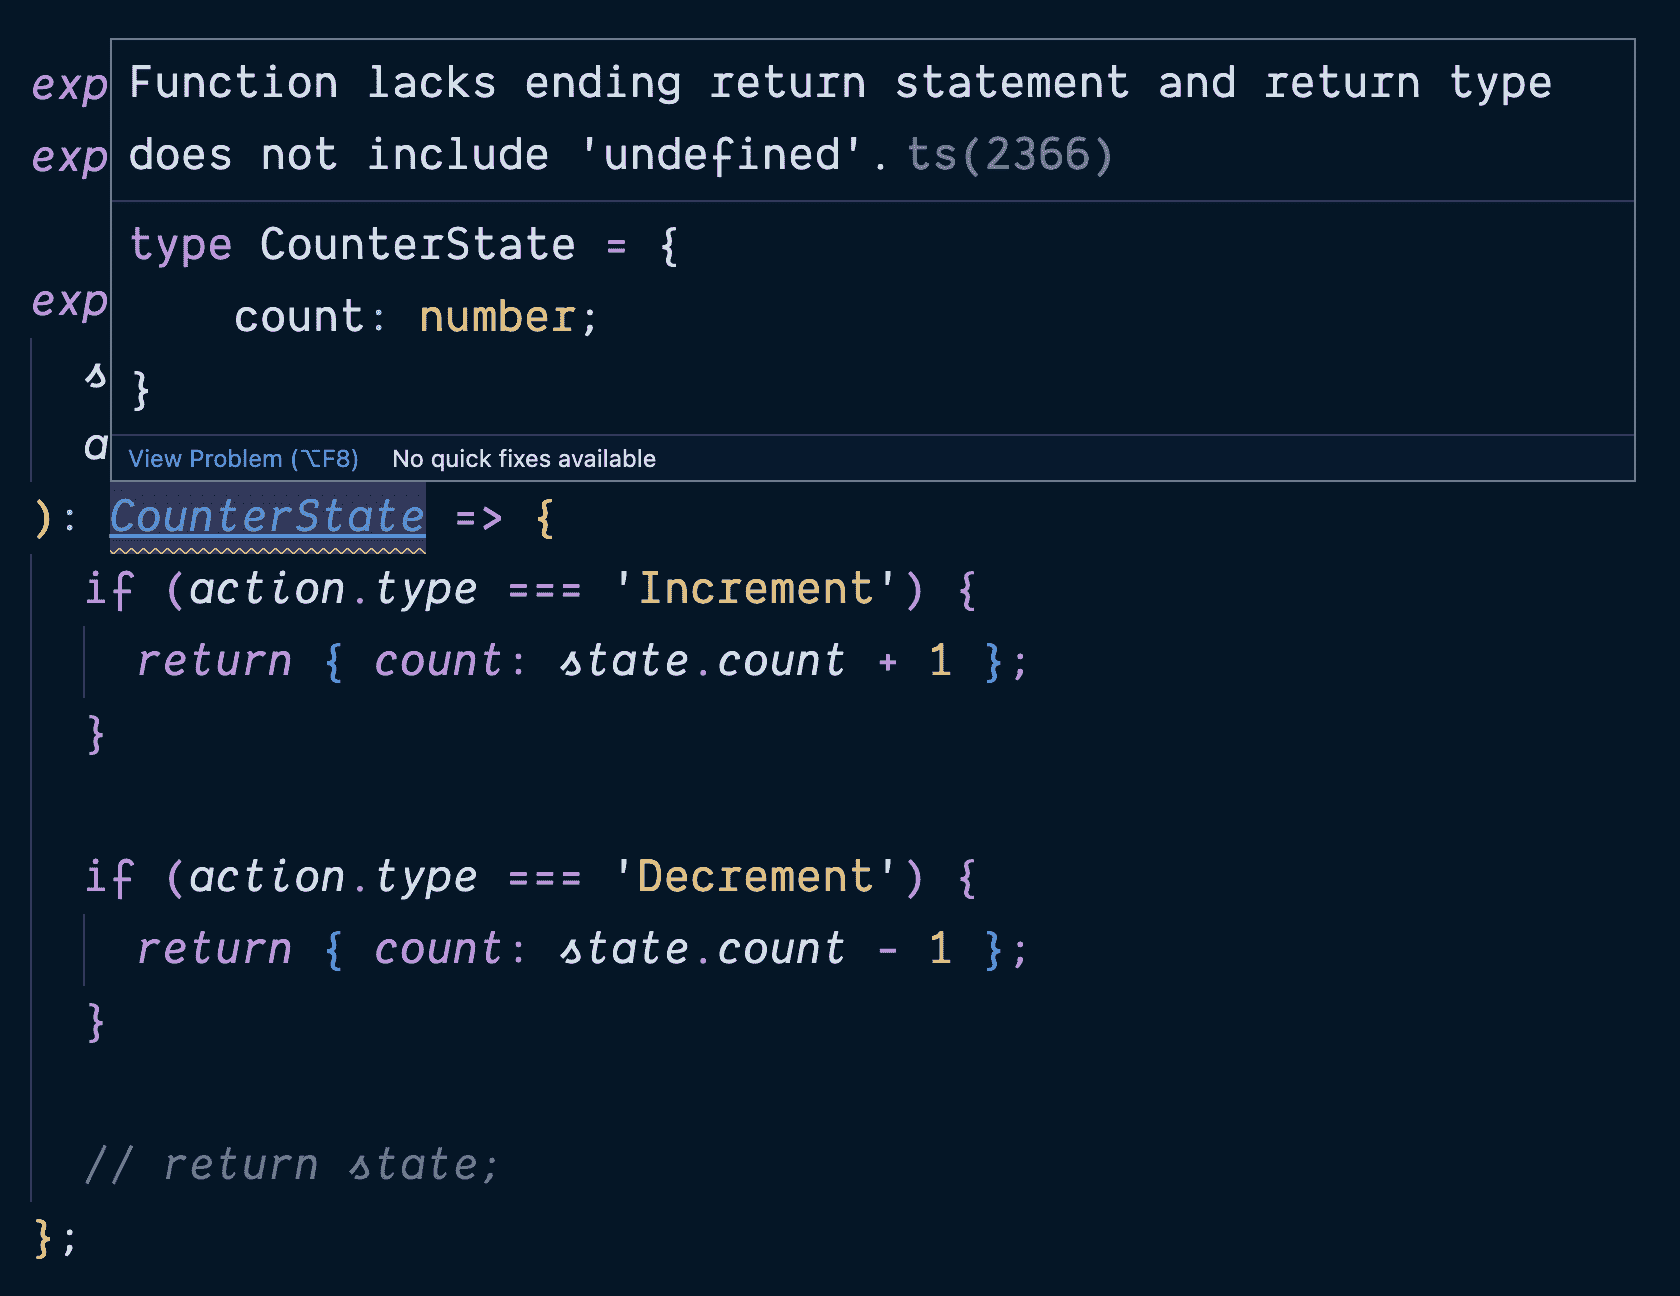 exp Function lacks ending return statement and return type
exp does not include 'undefined'. ts(2366)
type CounterState = {
exp     count: number;
s }
a View Problem (⌥F8) No quick fixes available
): CounterState => {
  if (action.type === 'Increment') {
    return { count: state.count + 1 };
  }
  if (action.type === 'Decrement') {
    return { count: state.count - 1 };
  }
  // return state;
};